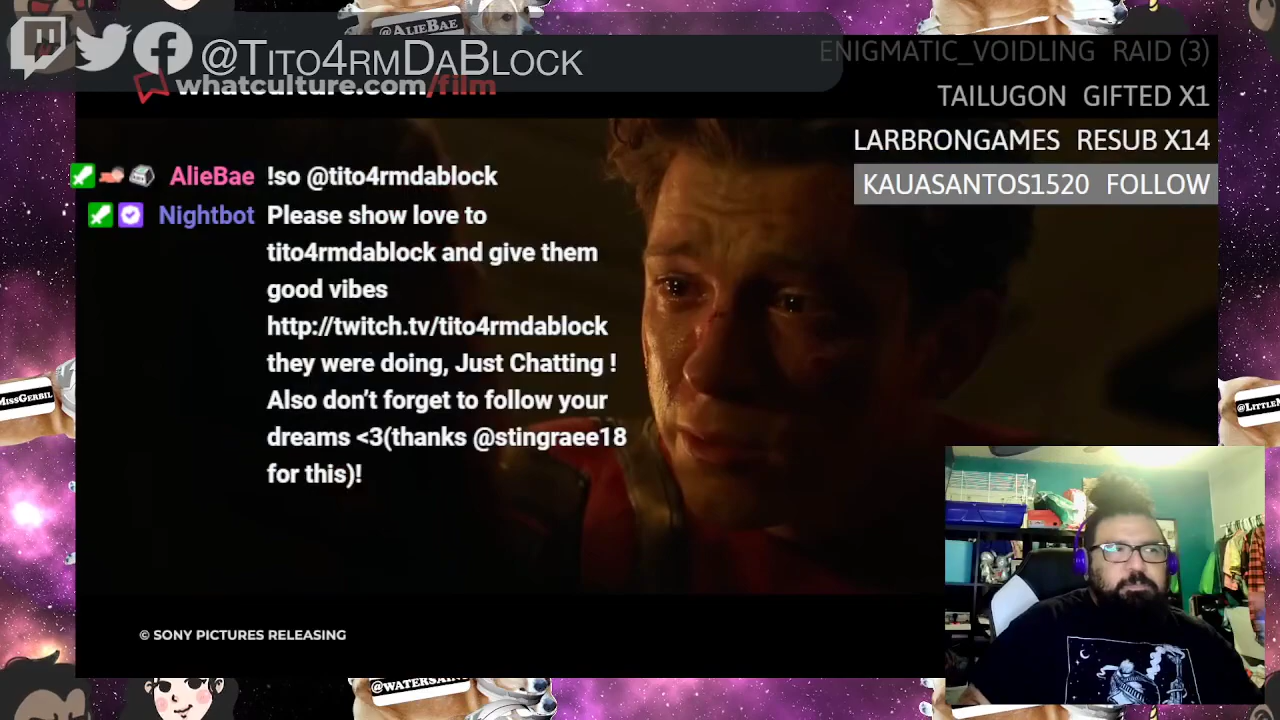 @ALIEBAE
@TITO4RMDABLOCK
whatculture.com/film
ENIGMATIC_VOIDLING RAID (3)
TAILUGON GIFTED X1
LARBRONGAMES RESUB X14
KAUASANTOS1520 FOLLOW
AlieBae !so @tito4rmdablock
Nightbot Please show love to
tito4rmdablock and give them
good vibes
http://twitch.tv/tito4rmdablock
they were doing, Just Chatting !
Also don't forget to follow your
dreams <3(thanks @stingraee18
for this)!
MISSGERBIL
© SONY PICTURES RELEASING